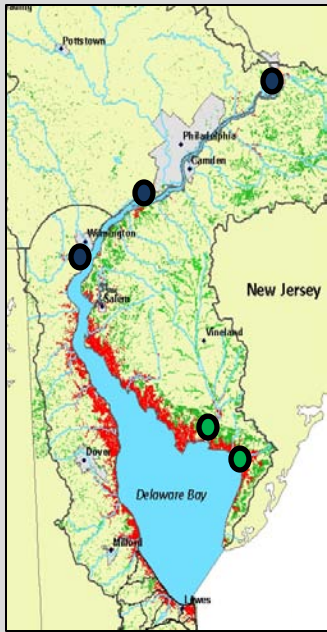 Pottstown
Philadelphia
Camden
Wilmington
Salem
New Jersey
Vineland
Dover
Delaware Bay
Milford
Lewes